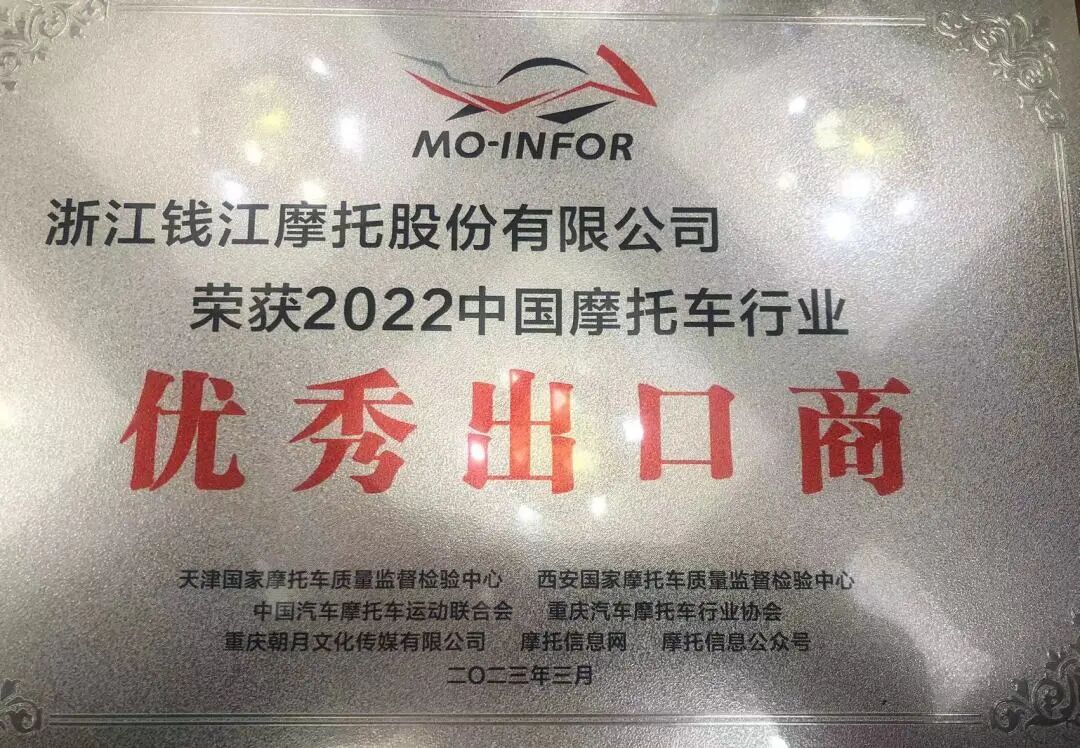 MO-INFOR
浙江钱江摩托股份有限公司
荣获2022中国摩托车行业
优秀出口商
天津国家摩托车质量监督检验中心 西安国家摩托车质量监督检验中心
中国汽车摩托车运动联合会 重庆汽车摩托车行业协会
重庆朝月文化传媒有限公司 摩托信息网 摩托信息公众号
二〇二三年三月